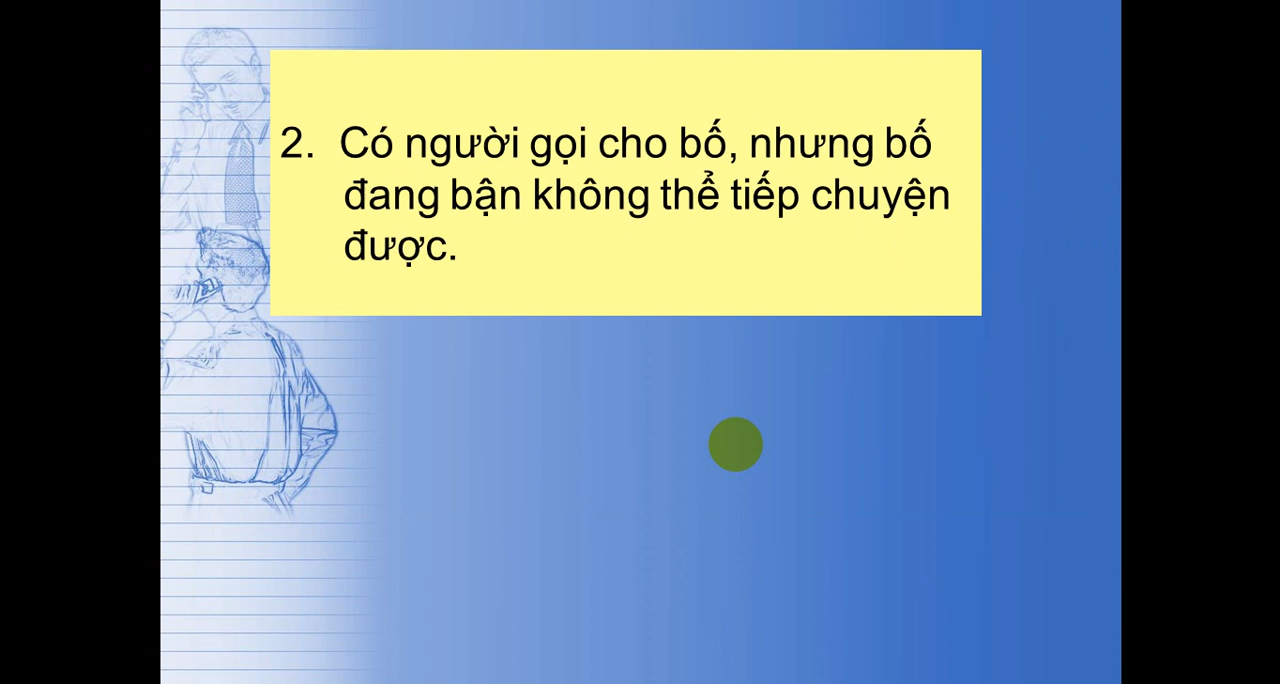 2. Có người gọi cho bố, nhưng bố
đang bận không thể tiếp chuyện
được.